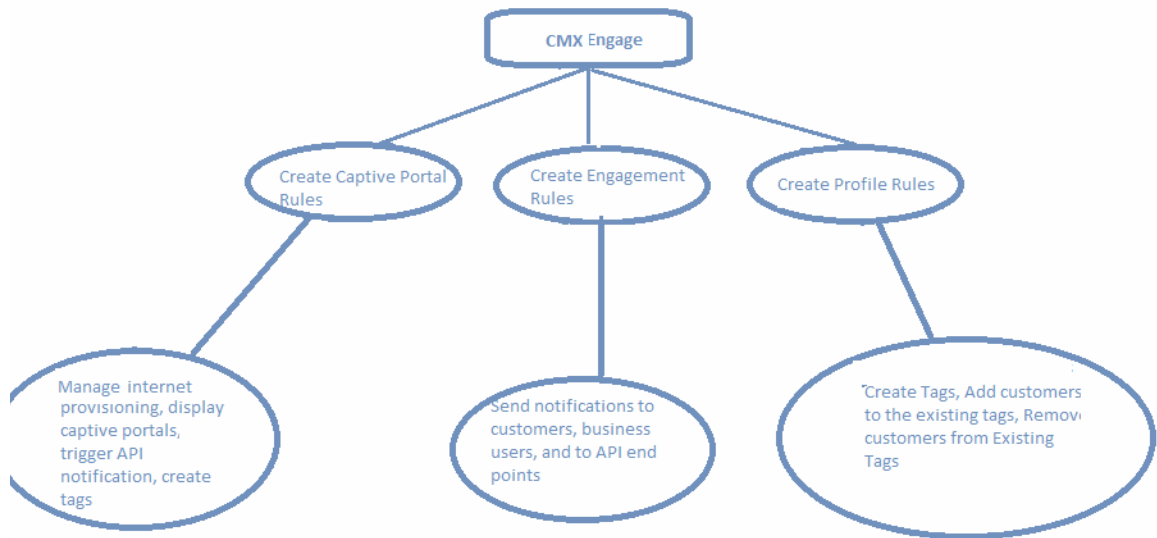 CMX Engage
Create Captive Portal
Rules
Create Engagement
Rules
Create Profile Rules
Manage internet
provisioning, display
captive portals,
trigger API
notification, create
tags
Send notifications to
customers, business
users, and to API end
points
Create Tags, Add customers
to the existing tags, Remove
customers from Existing
Tags